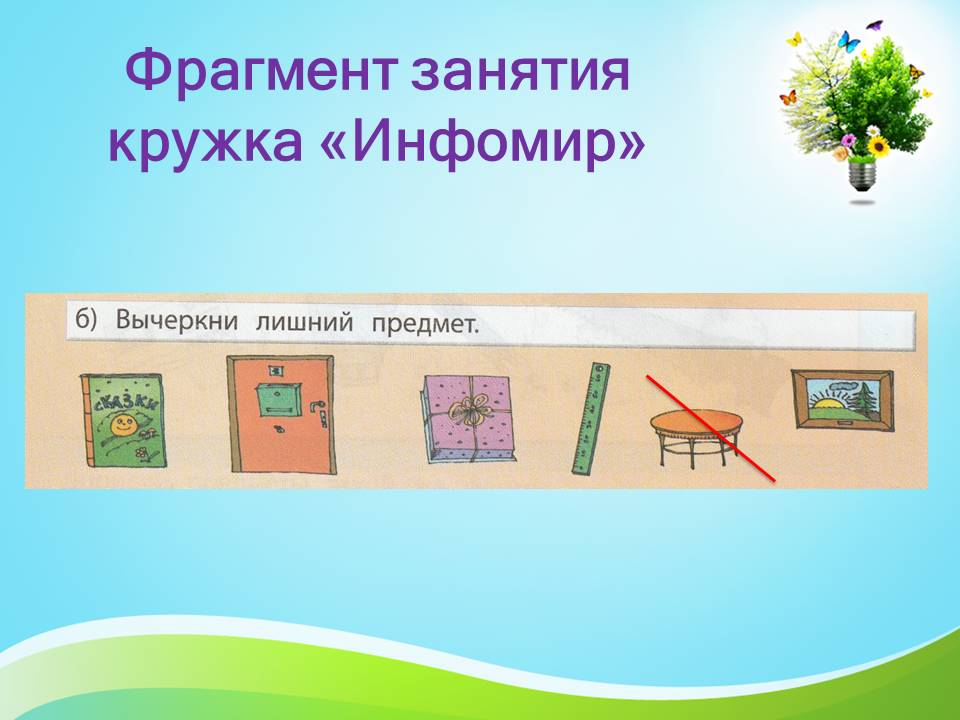 Фрагмент занятия
кружка «Инфомир»
б) Вычеркни лишний предмет.
СКАЗКИ